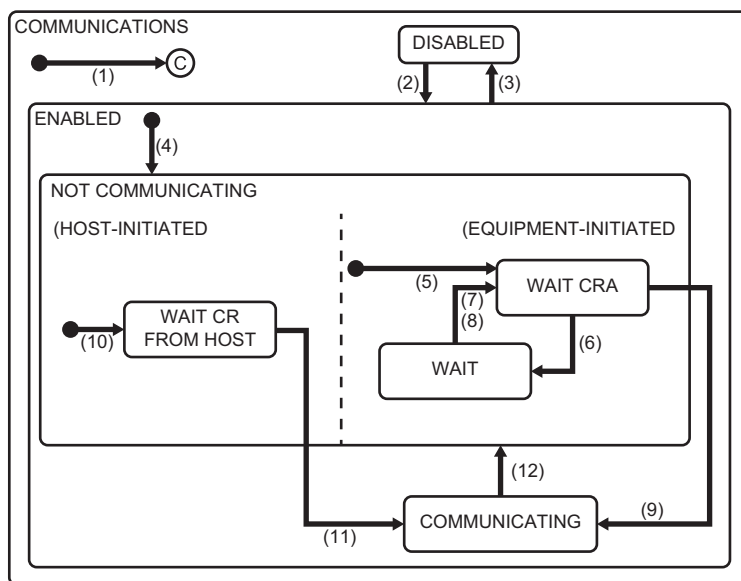 COMMUNICATIONS
DISABLED
C
(1)
(2)
(3)
ENABLED
(4)
NOT COMMUNICATING
(HOST-INITIATED
(EQUIPMENT-INITIATED
(5)
WAIT CRA
(7)
(8)
(10)
WAIT CR
FROM HOST
(6)
WAIT
(12)
(11)
COMMUNICATING
(9)